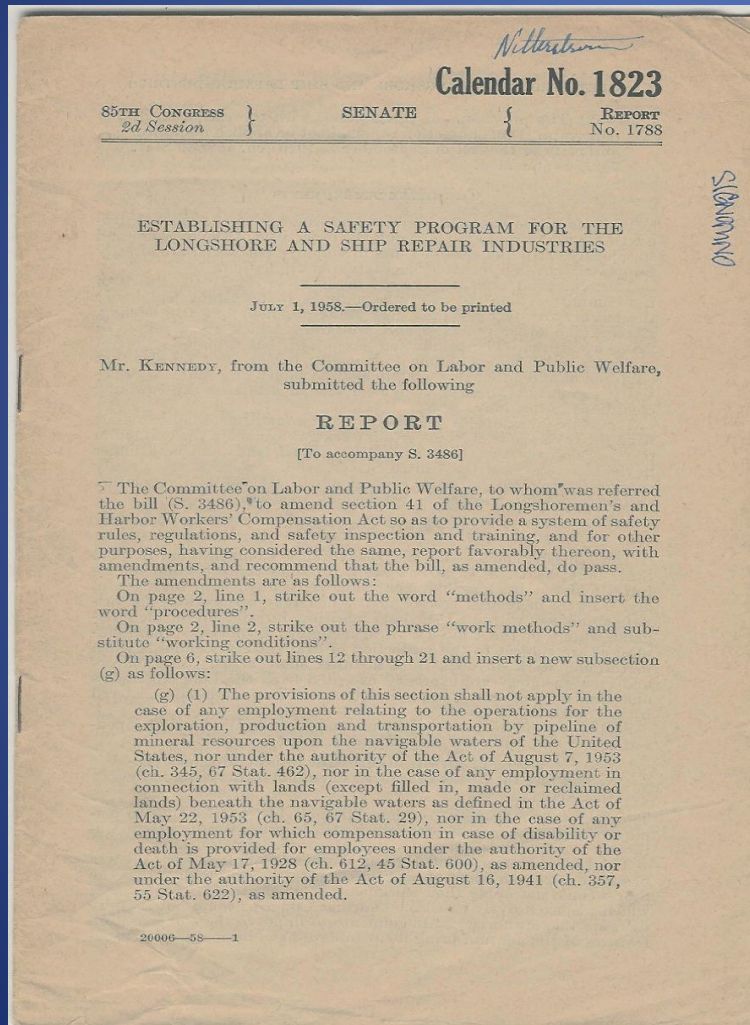 Calendar No. 1823
85TH CONGRESS } SENATE { REPORT
2d Session } { No. 1788
ESTABLISHING A SAFETY PROGRAM FOR THE
LONGSHORE AND SHIP REPAIR INDUSTRIES
JULY 1, 1958.—Ordered to be printed
Mr. KENNEDY, from the Committee on Labor and Public Welfare,
submitted the following
REPORT
[To accompany S. 3486]
The Committee on Labor and Public Welfare, to whom was referred
the bill (S. 3486), to amend section 41 of the Longshoremen's and
Harbor Workers' Compensation Act so as to provide a system of safety
rules, regulations, and safety inspection and training, and for other
purposes, having considered the same, report favorably thereon, with
amendments, and recommend that the bill, as amended, do pass.
The amendments are as follows:
On page 2, line 1, strike out the word "methods" and insert the
word "procedures".
On page 2, line 2, strike out the phrase "work methods" and sub-
stitute "working conditions".
On page 6, strike out lines 12 through 21 and insert a new subsection
(g) as follows:
(g) (1) The provisions of this section shall not apply in the
case of any employment relating to the operations for the
exploration, production and transportation by pipeline of
mineral resources upon the navigable waters of the United
States, nor under the authority of the Act of August 7, 1953
(ch. 345, 67 Stat. 462), nor in the case of any employment in
connection with lands (except filled in, made or reclaimed
lands) beneath the navigable waters as defined in the Act of
May 22, 1953 (ch. 65, 67 Stat. 29), nor in the case of any
employment for which compensation in case of disability or
death is provided for employees under the authority of the
Act of May 17, 1928 (ch. 612, 45 Stat. 600), as amended, nor
under the authority of the Act of August 16, 1941 (ch. 357,
55 Stat. 622), as amended.
20006—58——1